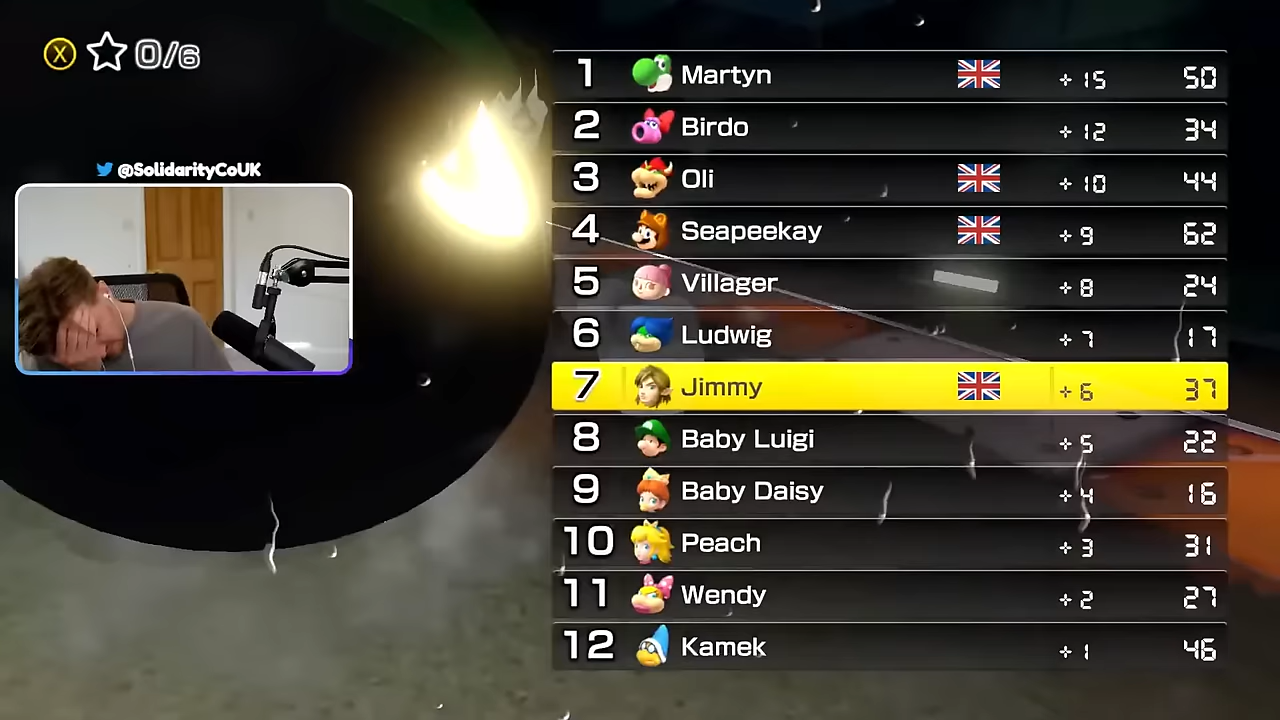 X 0/6
@SolidarityCoUK
1 Martyn + 15 50
2 Birdo + 12 34
3 Oli + 10 44
4 Seapeekay + 9 62
5 Villager + 8 24
6 Ludwig + 7 17
7 Jimmy + 6 37
8 Baby Luigi + 5 22
9 Baby Daisy + 4 16
10 Peach + 3 31
11 Wendy + 2 27
12 Kamek + 1 46